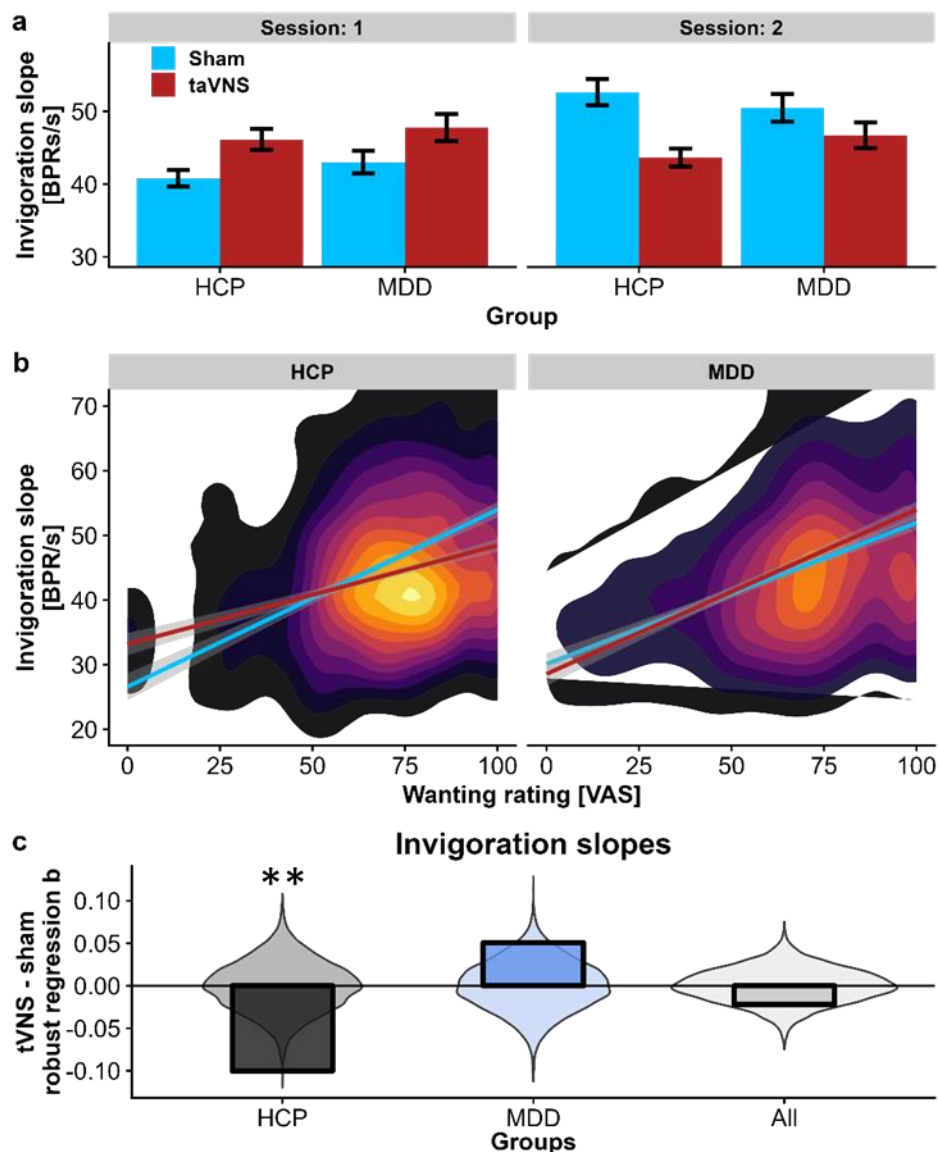 a
Session: 1
Session: 2
Sham
taVNS
Invigoration slope
[BPRs/s]
50
40
30
HCP
MDD
HCP
MDD
Group
b
HCP
MDD
Invigoration slope
[BPR/s]
70
60
50
40
30
20
0
25
50
75
100
0
25
50
75
100
Wanting rating [VAS]
c
Invigoration slopes
**
tVNS - sham
robust regression b
0.10
0.05
0.00
-0.05
-0.10
HCP
MDD
All
Groups